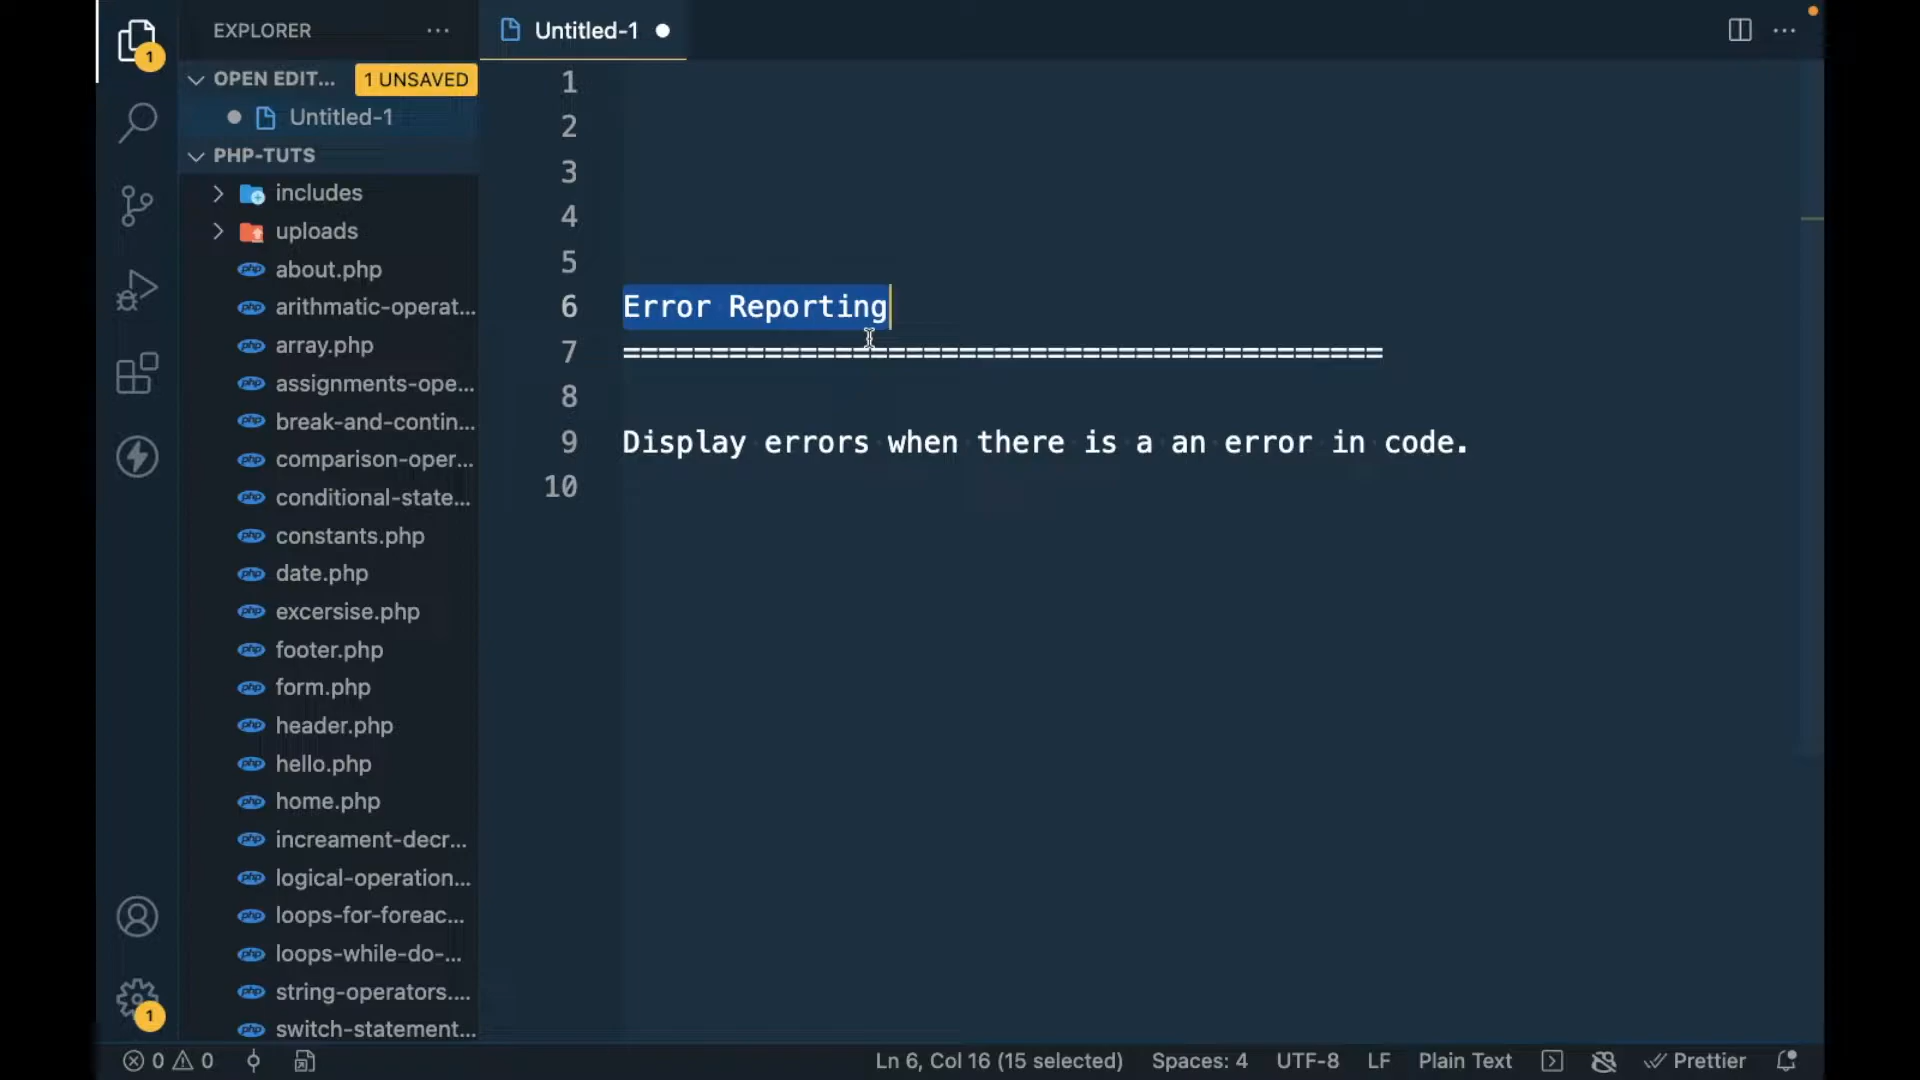 EXPLORER
Untitled-1
OPEN EDIT...
1 UNSAVED
Untitled-1
PHP-TUTS
includes
uploads
about.php
arithmatic-operat...
array.php
assignments-ope...
break-and-contin...
comparison-oper...
conditional-state...
constants.php
date.php
excersise.php
footer.php
form.php
header.php
hello.php
home.php
increament-decr...
logical-operation...
loops-for-foreac...
loops-while-do-...
string-operators....
switch-statement...
1
1
1
2
3
4
5
6 Error Reporting
7 ===========================================
8
9 Display errors when there is a an error in code.
10
0 0
Ln 6, Col 16 (15 selected)
Spaces: 4
UTF-8
LF
Plain Text
Prettier